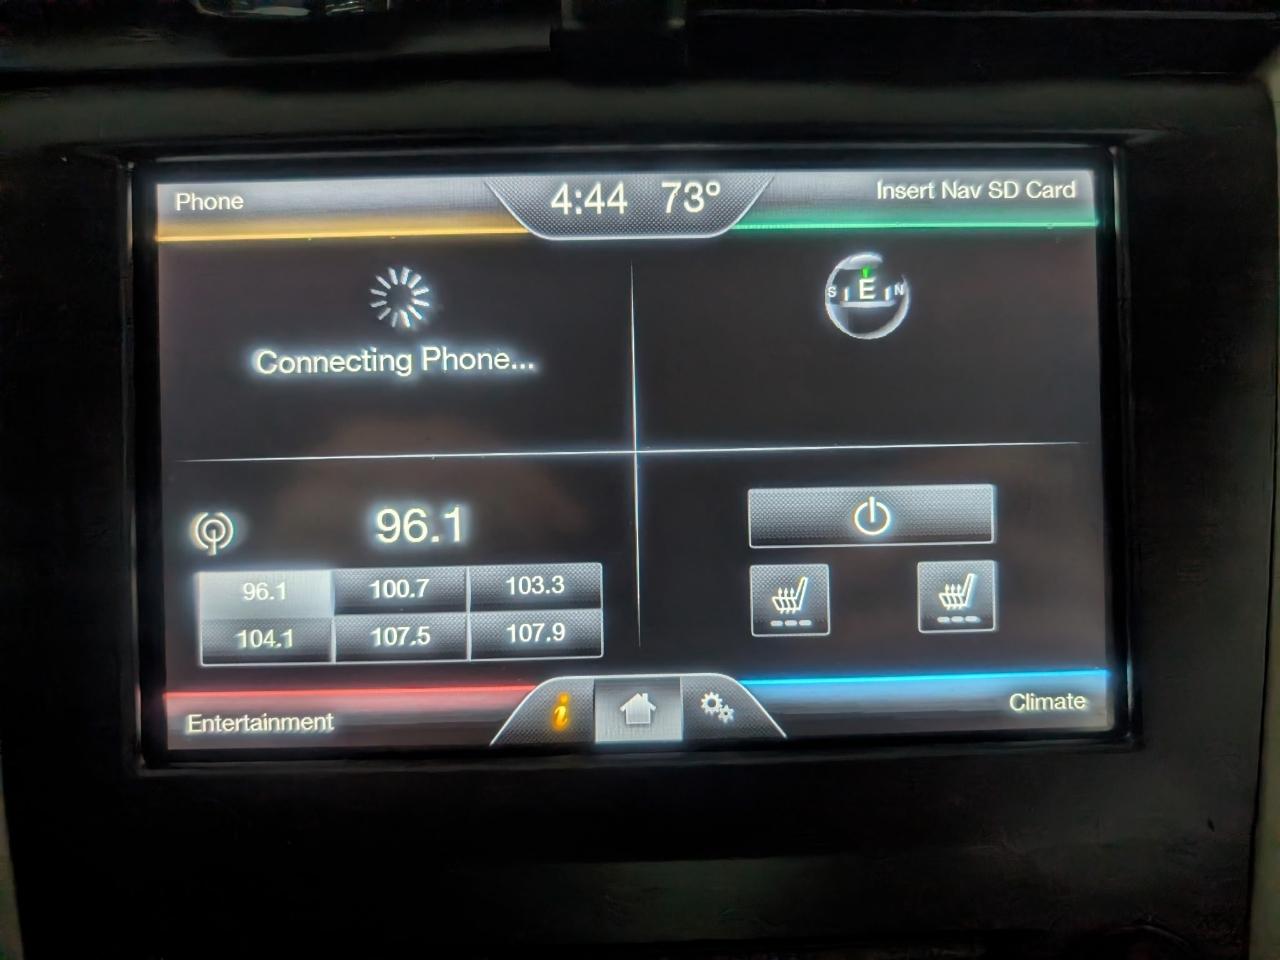 Phone
4:44 73°
Insert Nav SD Card
Connecting Phone...
S E N
96.1
96.1 100.7 103.3
104.1 107.5 107.9
Entertainment
i
Climate